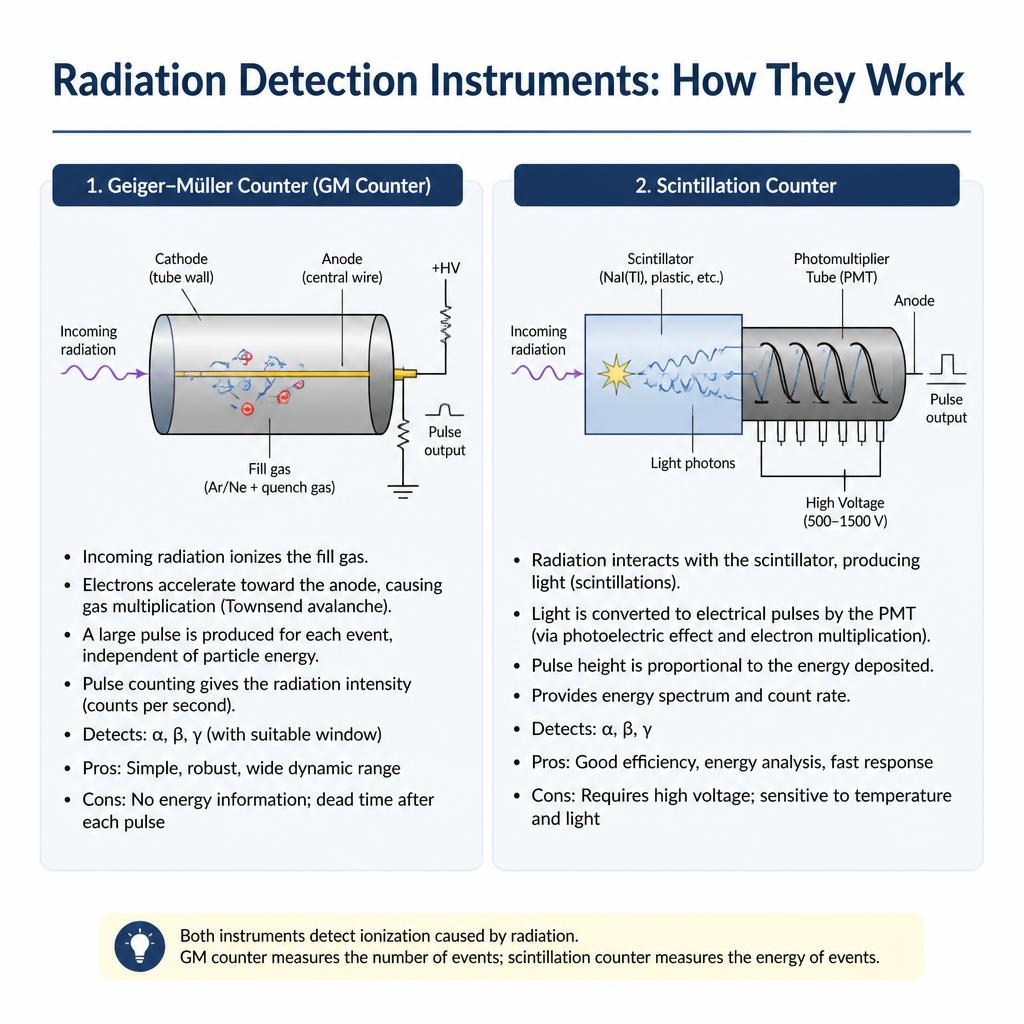 Radiation Detection Instruments: How They Work
1. Geiger–Müller Counter (GM Counter)
Cathode
(tube wall)
Anode
(central wire)
+HV
Incoming
radiation
Pulse
output
Fill gas
(Ar/Ne + quench gas)
• Incoming radiation ionizes the fill gas.
• Electrons accelerate toward the anode, causing
gas multiplication (Townsend avalanche).
• A large pulse is produced for each event,
independent of particle energy.
• Pulse counting gives the radiation intensity
(counts per second).
• Detects: α, β, γ (with suitable window)
• Pros: Simple, robust, wide dynamic range
• Cons: No energy information; dead time after
each pulse
2. Scintillation Counter
Scintillator
(NaI(Tl), plastic, etc.)
Photomultiplier
Tube (PMT)
Anode
Incoming
radiation
Pulse
output
Light photons
High Voltage
(500–1500 V)
• Radiation interacts with the scintillator, producing
light (scintillations).
• Light is converted to electrical pulses by the PMT
(via photoelectric effect and electron multiplication).
• Pulse height is proportional to the energy deposited.
• Provides energy spectrum and count rate.
• Detects: α, β, γ
• Pros: Good efficiency, energy analysis, fast response
• Cons: Requires high voltage; sensitive to temperature
and light
Both instruments detect ionization caused by radiation.
GM counter measures the number of events; scintillation counter measures the energy of events.